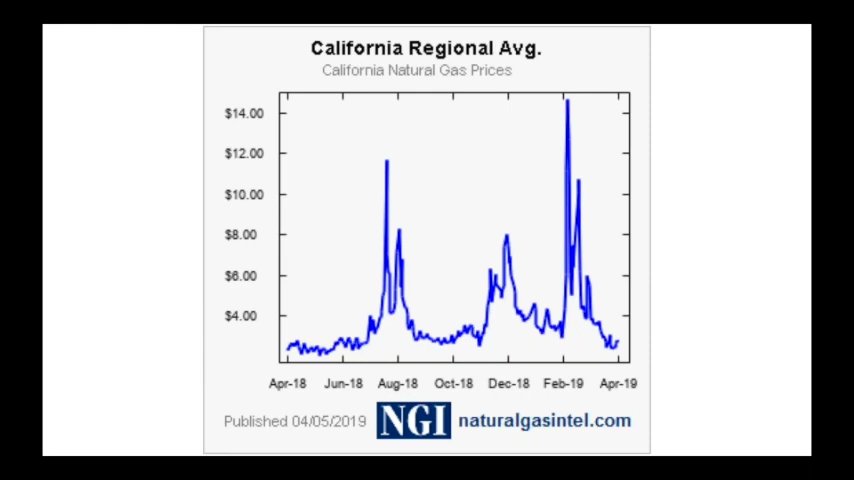 California Regional Avg.
California Natural Gas Prices
$14.00
$12.00
$10.00
$8.00
$6.00
$4.00
Apr-18 Jun-18 Aug-18 Oct-18 Dec-18 Feb-19 Apr-19
Published 04/05/2019 NGI naturalgasintel.com